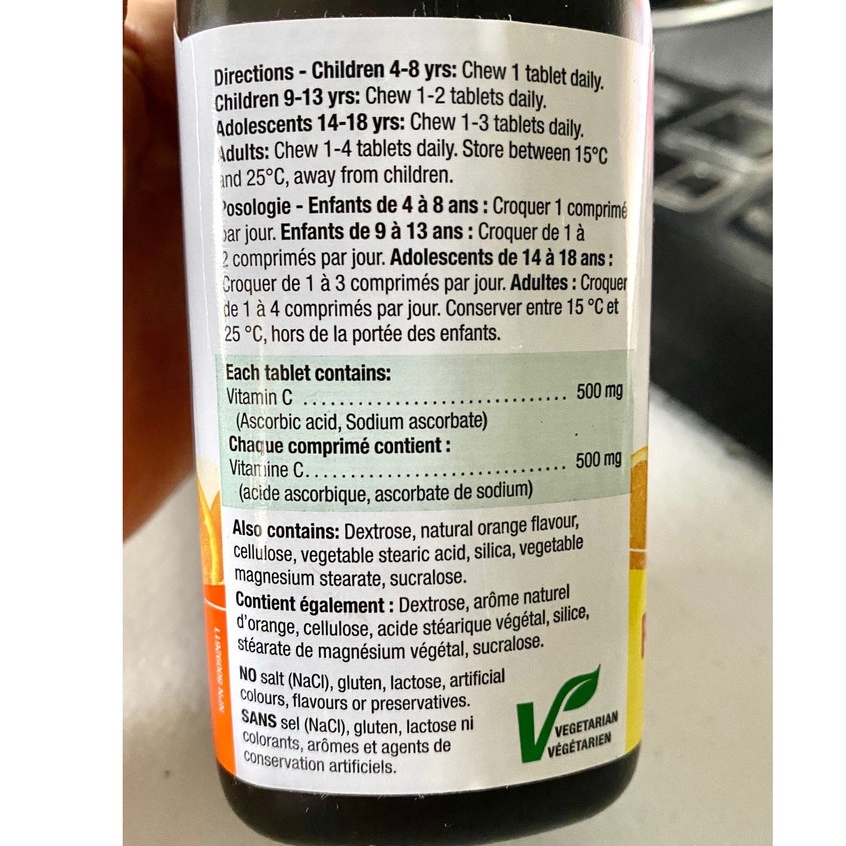 Directions - Children 4-8 yrs: Chew 1 tablet daily.
Children 9-13 yrs: Chew 1-2 tablets daily.
Adolescents 14-18 yrs: Chew 1-3 tablets daily.
Adults: Chew 1-4 tablets daily. Store between 15°C
and 25°C, away from children.
Posologie - Enfants de 4 à 8 ans : Croquer 1 comprimé
par jour. Enfants de 9 à 13 ans : Croquer de 1 à
2 comprimés par jour. Adolescents de 14 à 18 ans :
Croquer de 1 à 3 comprimés par jour. Adultes : Croquer
de 1 à 4 comprimés par jour. Conserver entre 15 °C et
25 °C, hors de la portée des enfants.
Each tablet contains:
Vitamin C .............................. 500 mg
(Ascorbic acid, Sodium ascorbate)
Chaque comprimé contient :
Vitamine C.............................. 500 mg
(acide ascorbique, ascorbate de sodium)
Also contains: Dextrose, natural orange flavour,
cellulose, vegetable stearic acid, silica, vegetable
magnesium stearate, sucralose.
Contient également : Dextrose, arôme naturel
d'orange, cellulose, acide stéarique végétal, silice,
stéarate de magnésium végétal, sucralose.
NO salt (NaCl), gluten, lactose, artificial
colours, flavours or preservatives.
SANS sel (NaCl), gluten, lactose ni
colorants, arômes et agents de
conservation artificiels.
VEGETARIAN
VÉGÉTARIEN